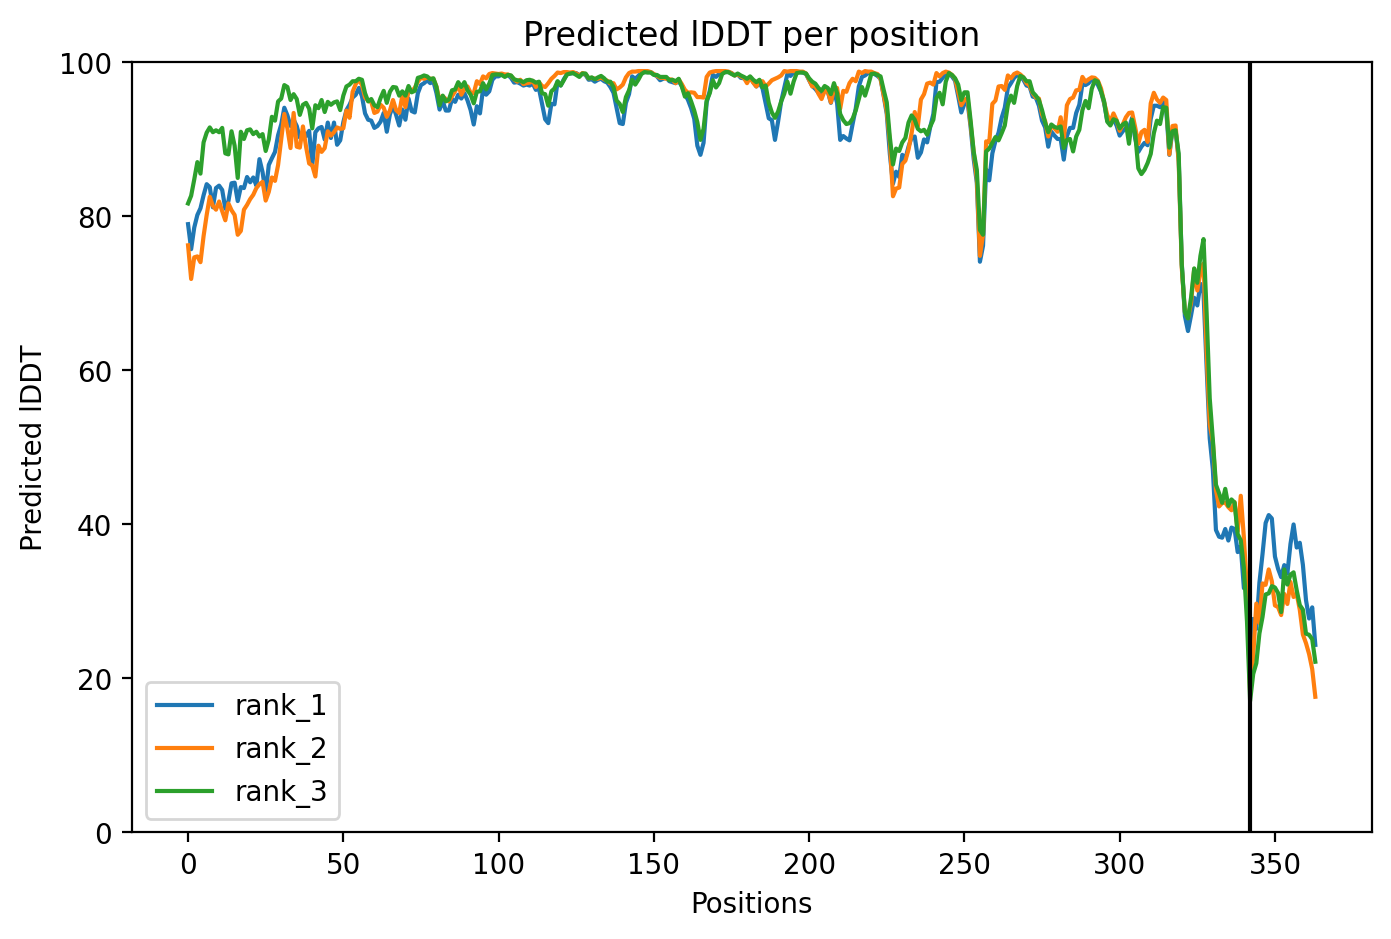 Predicted lDDT per position
100
80
60
40
20
0
Predicted lDDT
rank_1
rank_2
rank_3
0 50 100 150 200 250 300 350
Positions